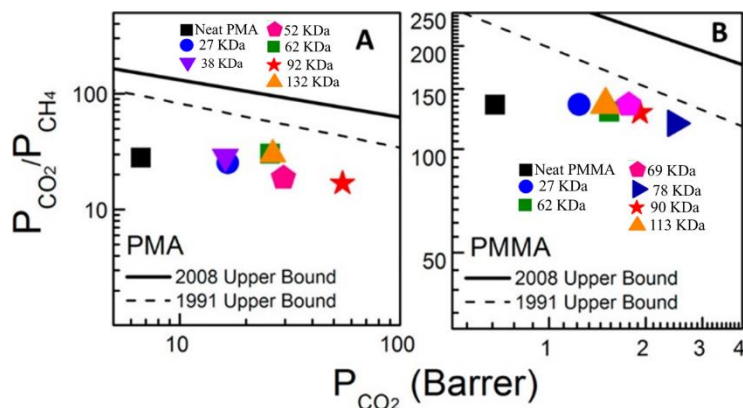 A
Neat PMA
27 KDa
38 KDa
52 KDa
62 KDa
92 KDa
132 KDa
100
10
PMA
2008 Upper Bound
1991 Upper Bound
10
100
B
250
200
150
100
50
Neat PMMA
27 KDa
62 KDa
69 KDa
78 KDa
90 KDa
113 KDa
PMMA
2008 Upper Bound
1991 Upper Bound
1
2
3
4
P_CO2/P_CH4
P_CO2 (Barrer)